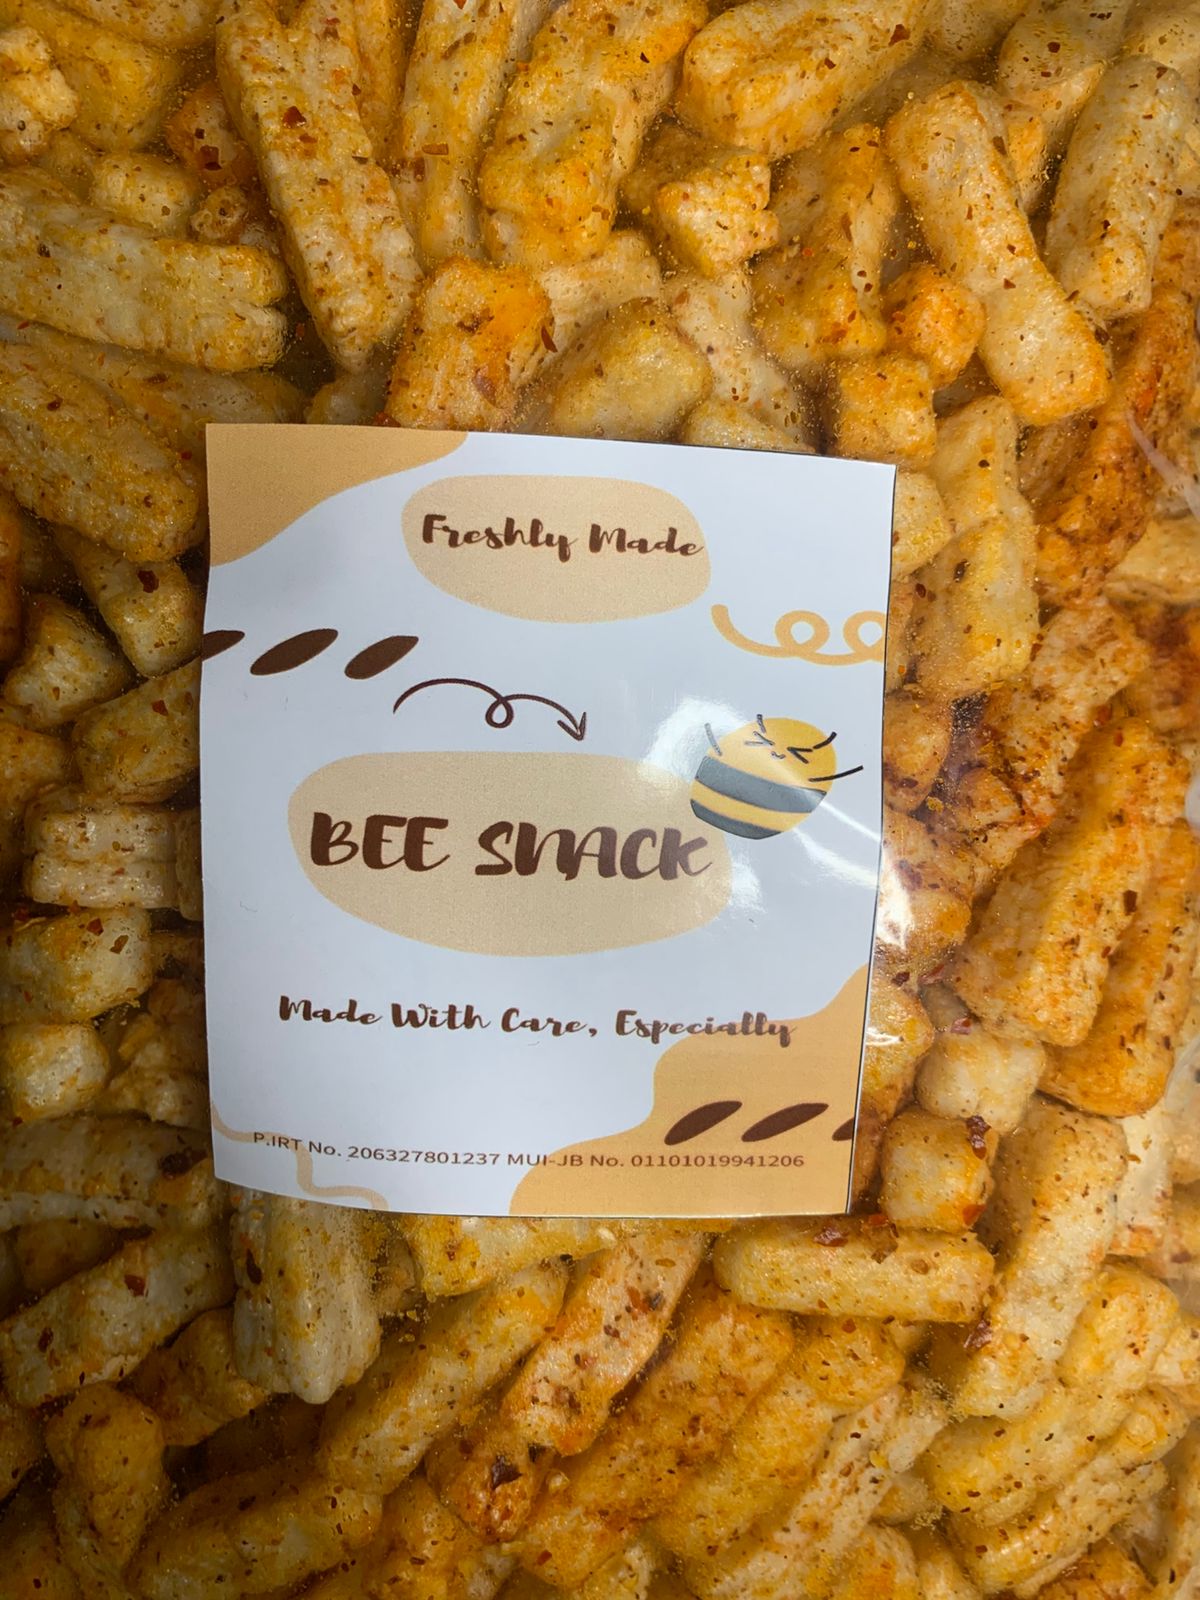 Freshly Made
BEE SNACK
Made With Care, Especially
P.IRT No. 206327801237 MUI-JB No. 01101019941206